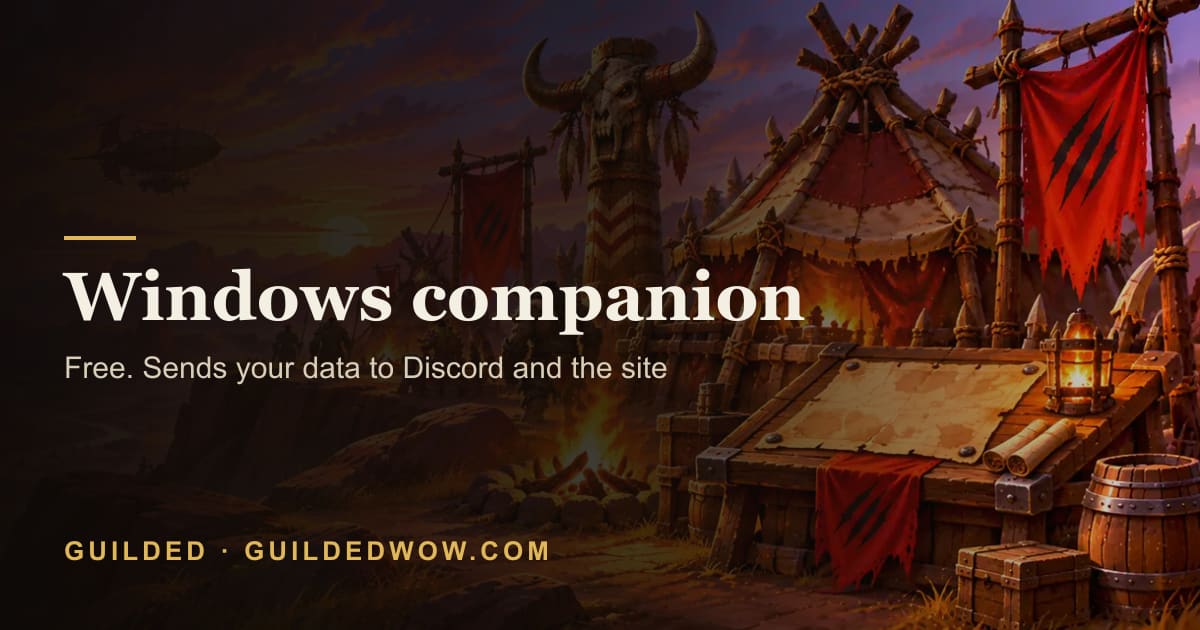 Windows companion
Free. Sends your data to Discord and the site
GUILDED · GUILDEDWOW.COM